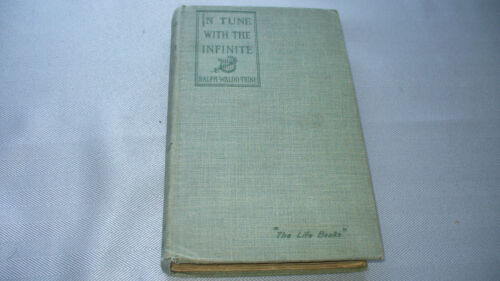 IN TUNE
WITH THE
INFINITE
RALPH WALDO TRINE
"The Life Books"